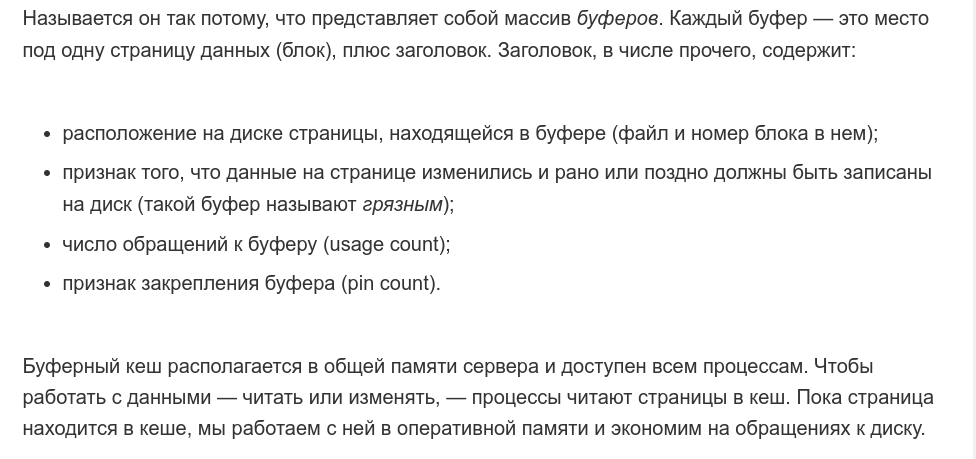 Называется он так потому, что представляет собой массив буферов. Каждый буфер — это место
под одну страницу данных (блок), плюс заголовок. Заголовок, в числе прочего, содержит:
• расположение на диске страницы, находящейся в буфере (файл и номер блока в нем);
• признак того, что данные на странице изменились и рано или поздно должны быть записаны
на диск (такой буфер называют грязным);
• число обращений к буферу (usage count);
• признак закрепления буфера (pin count).
Буферный кеш располагается в общей памяти сервера и доступен всем процессам. Чтобы
работать с данными — читать или изменять, — процессы читают страницы в кеш. Пока страница
находится в кеше, мы работаем с ней в оперативной памяти и экономим на обращениях к диску.